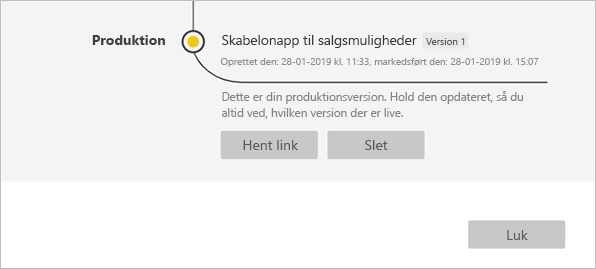 Produktion
Skabelonapp til salgsmuligheder Version 1
Oprettet den: 28-01-2019 kl. 11:33, markedsført den: 28-01-2019 kl. 15:07
Dette er din produktionsversion. Hold den opdateret, så du
altid ved, hvilken version der er live.
Hent link Slet
Luk